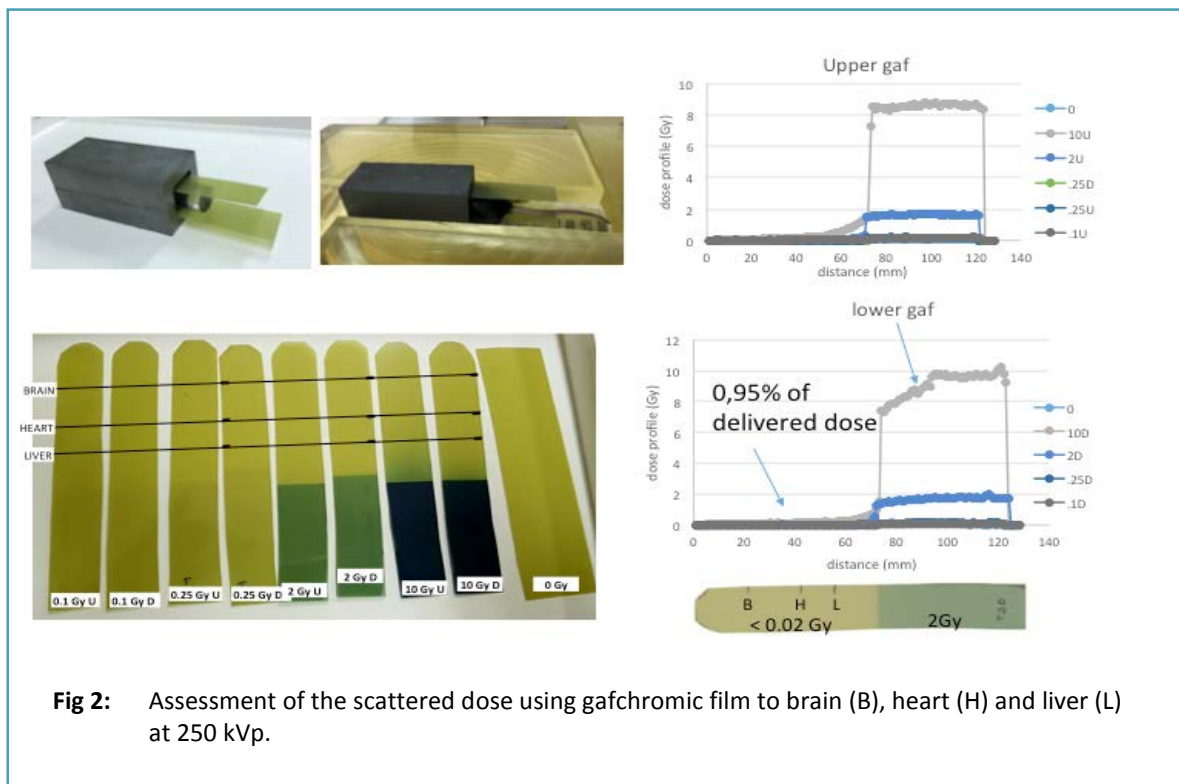 Upper gaf
dose profile (Gy)
10
8
6
4
2
0
0 20 40 60 80 100 120 140
distance (mm)
0
10U
2U
.25D
.25U
.1U
BRAIN
HEART
LIVER
0.1 Gy U
0.1 Gy D
0.25 Gy U
0.25 Gy D
2 Gy U
2 Gy D
10 Gy U
10 Gy D
0 Gy
lower gaf
0,95% of
delivered dose
dose profile (Gy)
12
10
8
6
4
2
0
0 20 40 60 80 100 120 140
distance (mm)
0
10D
2D
.25D
.1D
B H L
< 0.02 Gy 2Gy
Fig 2: Assessment of the scattered dose using gafchromic film to brain (B), heart (H) and liver (L)
at 250 kVp.